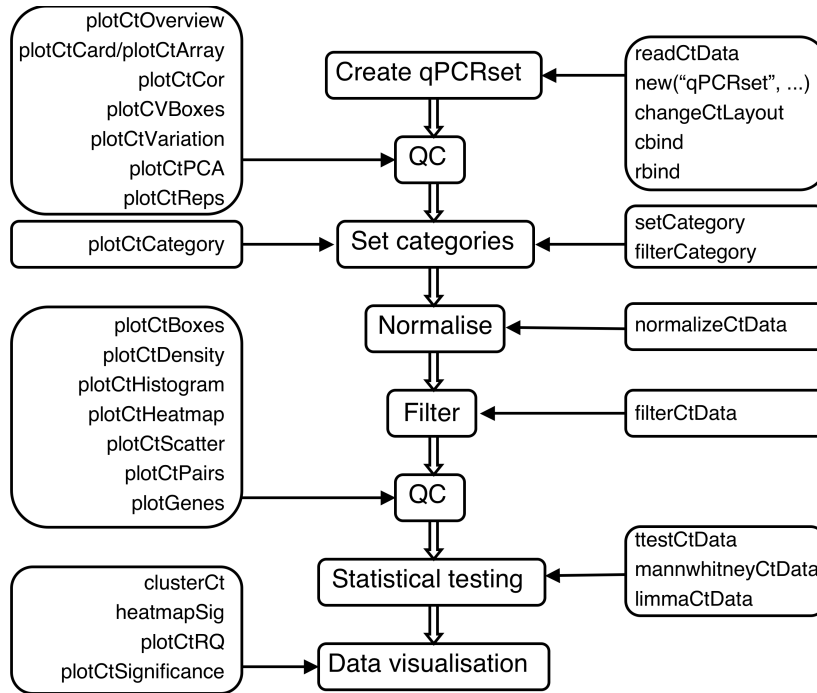 plotCtOverview
plotCtCard/plotCtArray
plotCtCor
plotCVBoxes
plotCtVariation
plotCtPCA
plotCtReps
plotCtCategory
plotCtBoxes
plotCtDensity
plotCtHistogram
plotCtHeatmap
plotCtScatter
plotCtPairs
plotGenes
clusterCt
heatmapSig
plotCtRQ
plotCtSignificance
Create qPCRset
QC
Set categories
Normalise
Filter
QC
Statistical testing
Data visualisation
readCtData
new(“qPCRset”, ...)
changeCtLayout
cbind
rbind
setCategory
filterCategory
normalizeCtData
filterCtData
ttestCtData
mannwhitneyCtData
limmaCtData